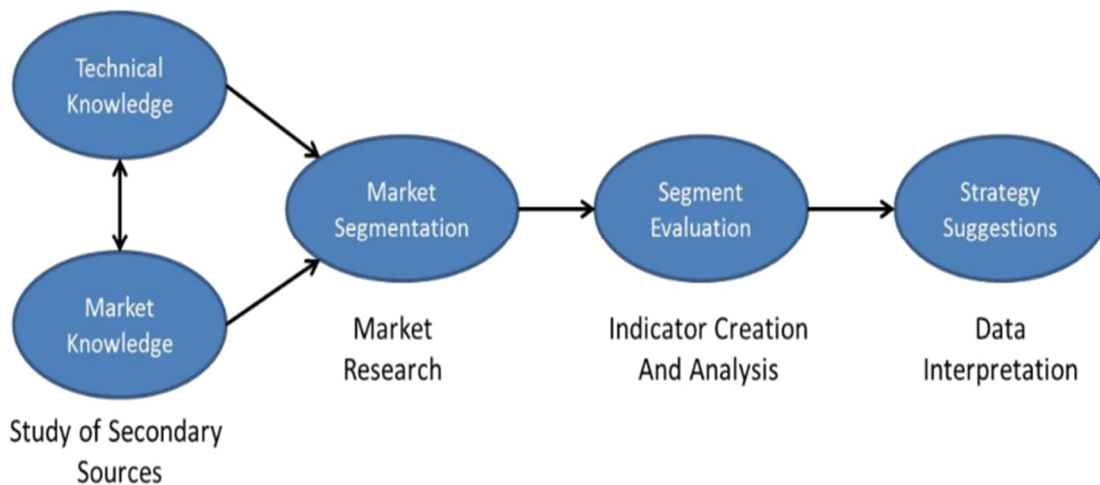 Technical
Knowledge
Market
Knowledge
Study of Secondary
Sources
Market
Segmentation
Market
Research
Segment
Evaluation
Indicator Creation
And Analysis
Strategy
Suggestions
Data
Interpretation